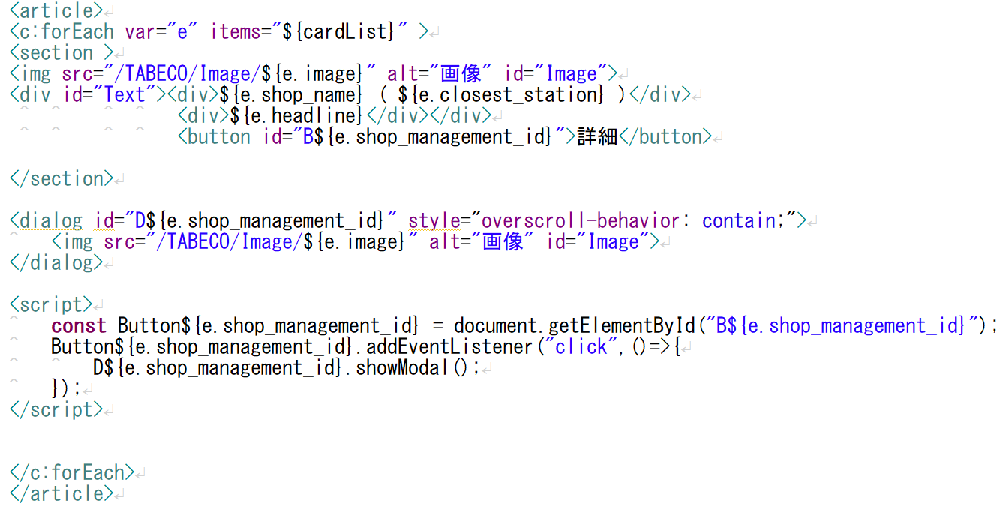 <article>
<c:forEach var="e" items="${cardList}" >
<section >
<img src="/TABECO/Image/${e.image}" alt="画像" id="Image">
<div id="Text"><div>${e.shop_name} ( ${e.closest_station} )</div>
<div>${e.headline}</div></div>
<button id="B${e.shop_management_id}">詳細</button>
</section>
<dialog id="D${e.shop_management_id}" style="overscroll-behavior: contain;">
<img src="/TABECO/Image/${e.image}" alt="画像" id="Image">
</dialog>
<script>
const Button${e.shop_management_id} = document.getElementById("B${e.shop_management_id}");
Button${e.shop_management_id}.addEventListener("click",()=>{
D${e.shop_management_id}.showModal();
});
</script>
</c:forEach>
</article>